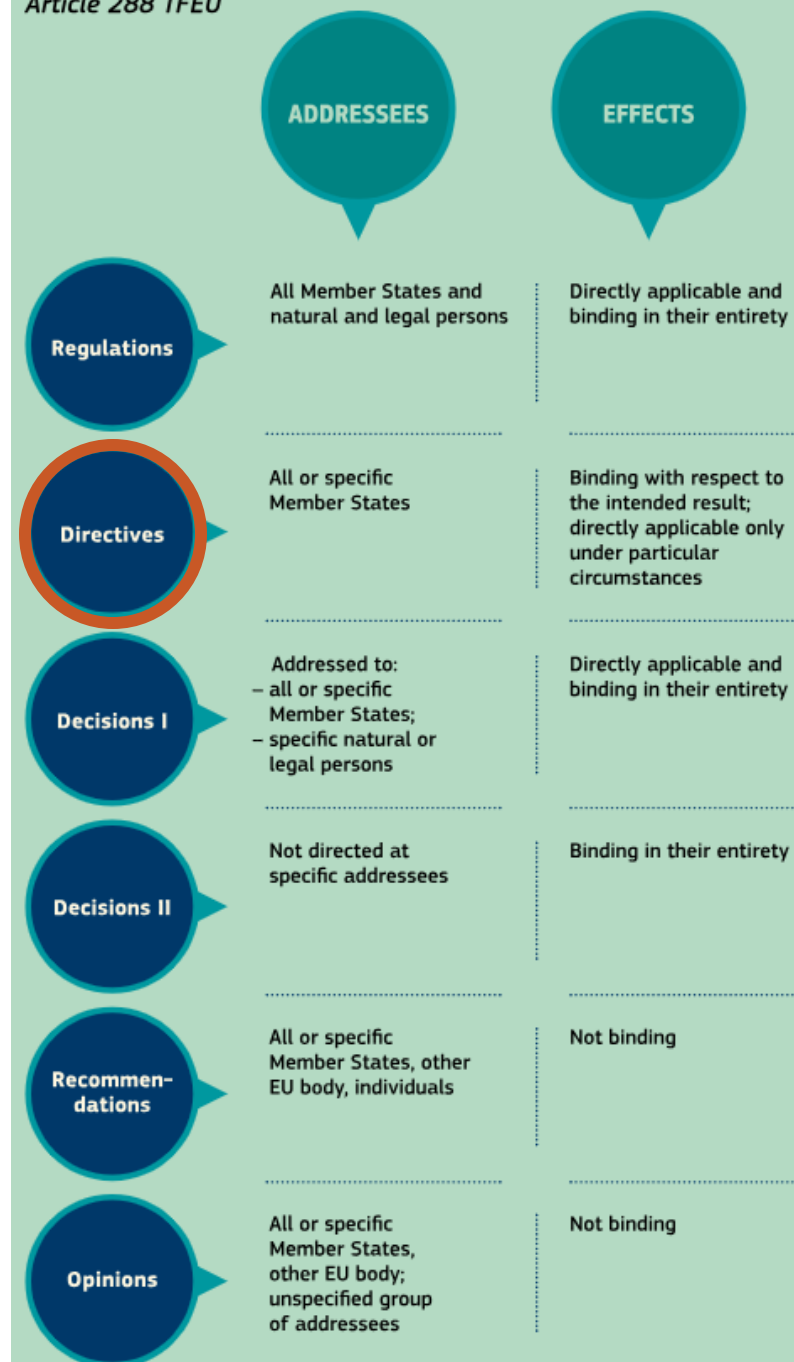 Article 288 TFEU
ADDRESSEES
EFFECTS
Regulations
All Member States and
natural and legal persons
Directly applicable and
binding in their entirety
Directives
All or specific
Member States
Binding with respect to
the intended result;
directly applicable only
under particular
circumstances
Decisions I
Addressed to:
– all or specific
Member States;
– specific natural or
legal persons
Directly applicable and
binding in their entirety
Decisions II
Not directed at
specific addressees
Binding in their entirety
Recommen-
dations
All or specific
Member States, other
EU body, individuals
Not binding
Opinions
All or specific
Member States,
other EU body;
unspecified group
of addressees
Not binding